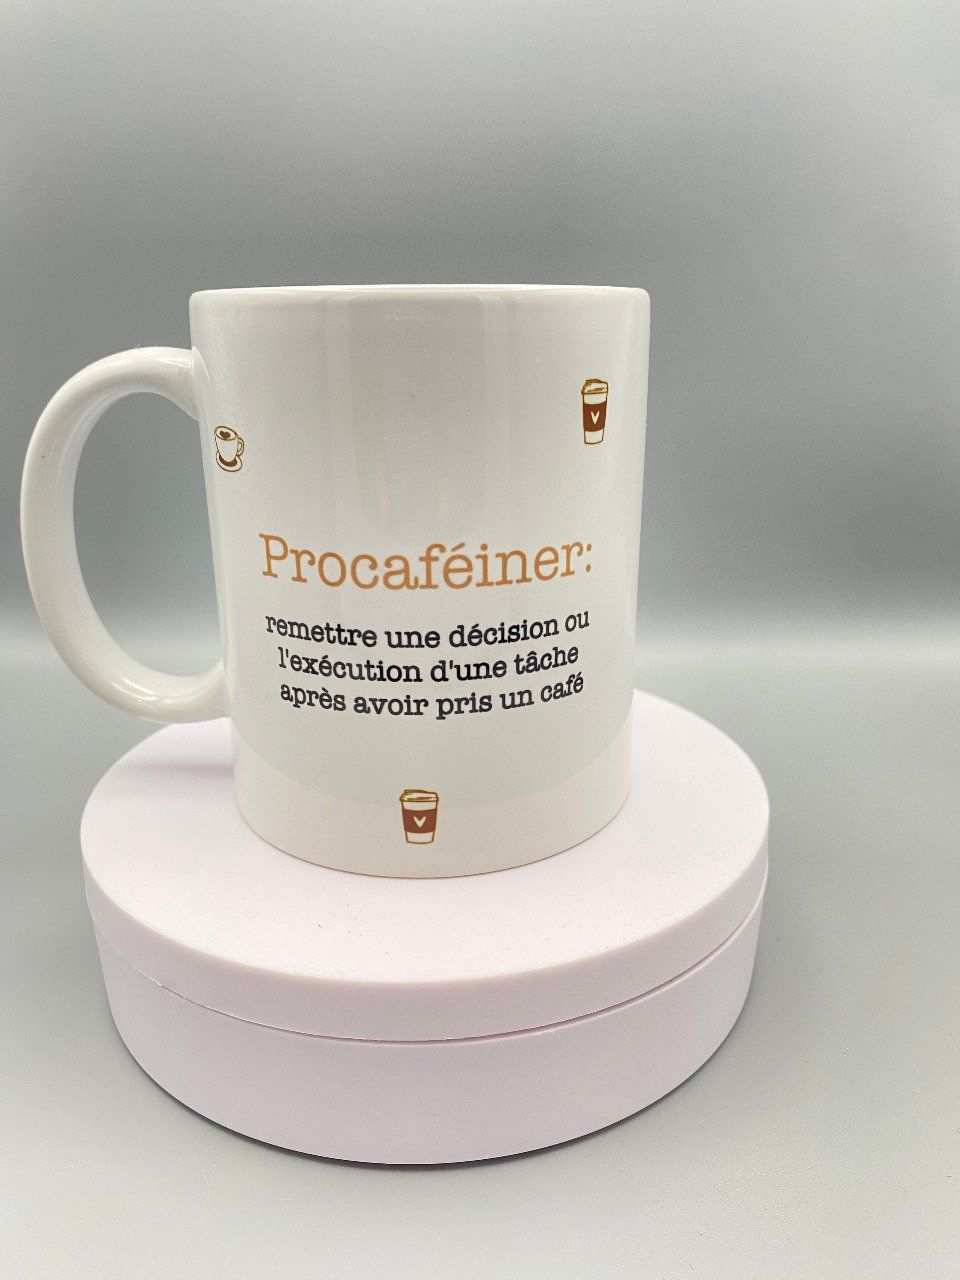 Procaféiner:
remettre une décision ou
l'exécution d'une tâche
après avoir pris un café